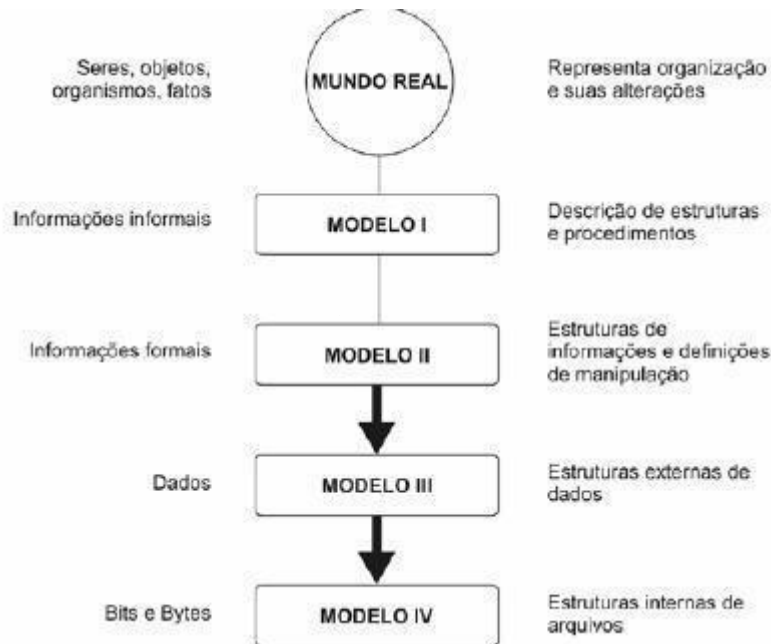 Seres, objetos,
organismos, fatos
MUNDO REAL
Representa organização
e suas alterações
Informações informais
MODELO I
Descrição de estruturas
e procedimentos
Informações formais
MODELO II
Estruturas de
informações e definições
de manipulação
Dados
MODELO III
Estruturas externas de
dados
Bits e Bytes
MODELO IV
Estruturas internas de
arquivos